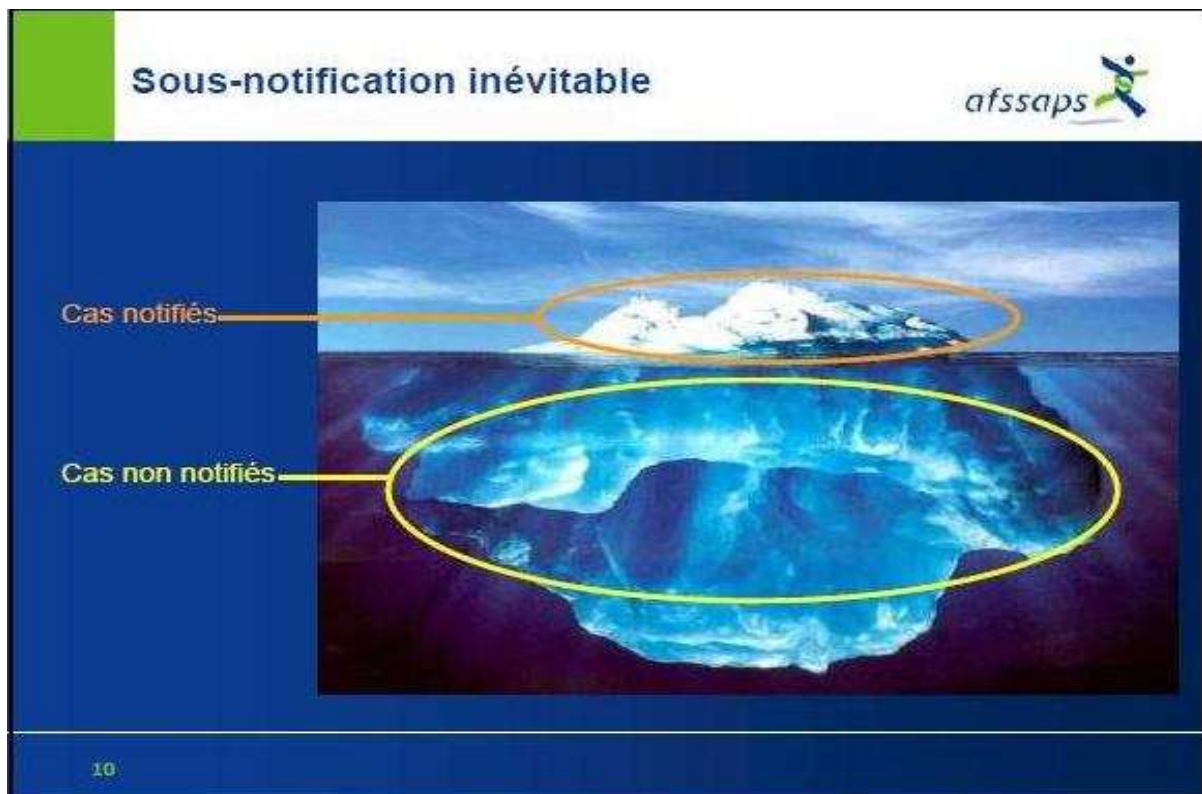 Sous-notification inévitable
afssaps
Cas notifiés
Cas non notifiés
10